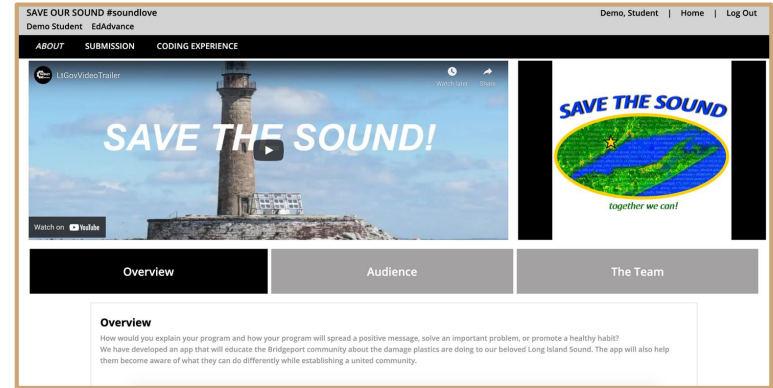 SAVE OUR SOUND #soundlove
Demo, Student | Home | Log Out
Demo Student EdAdvance
ABOUT SUBMISSION CODING EXPERIENCE
LtGovVideoTrailer
Watch later Share
SAVE THE SOUND!
Watch on YouTube
SAVE THE SOUND
together we can!
Overview Audience The Team
Overview
How would you explain your program and how your program will spread a positive message, solve an important problem, or promote a healthy habit?
We have developed an app that will educate the Bridgeport community about the damage plastics are doing to our beloved Long Island Sound. The app will also help
them become aware of what they can do differently while establishing a united community.